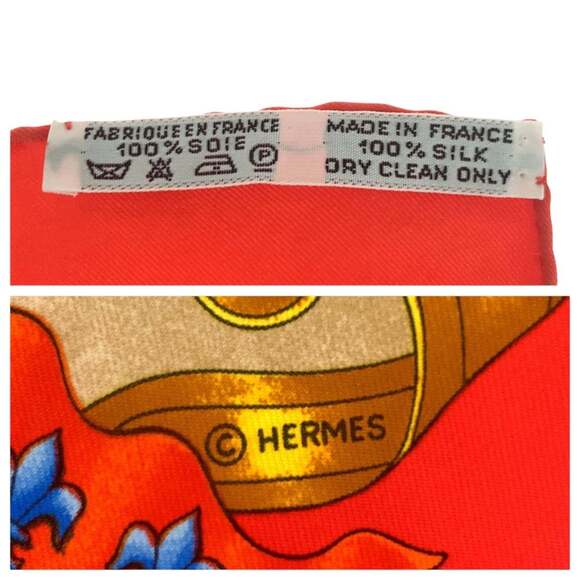 FABRIQUE EN FRANCE
100% SOIE
P
MADE IN FRANCE
100% SILK
DRY CLEAN ONLY
© HERMES